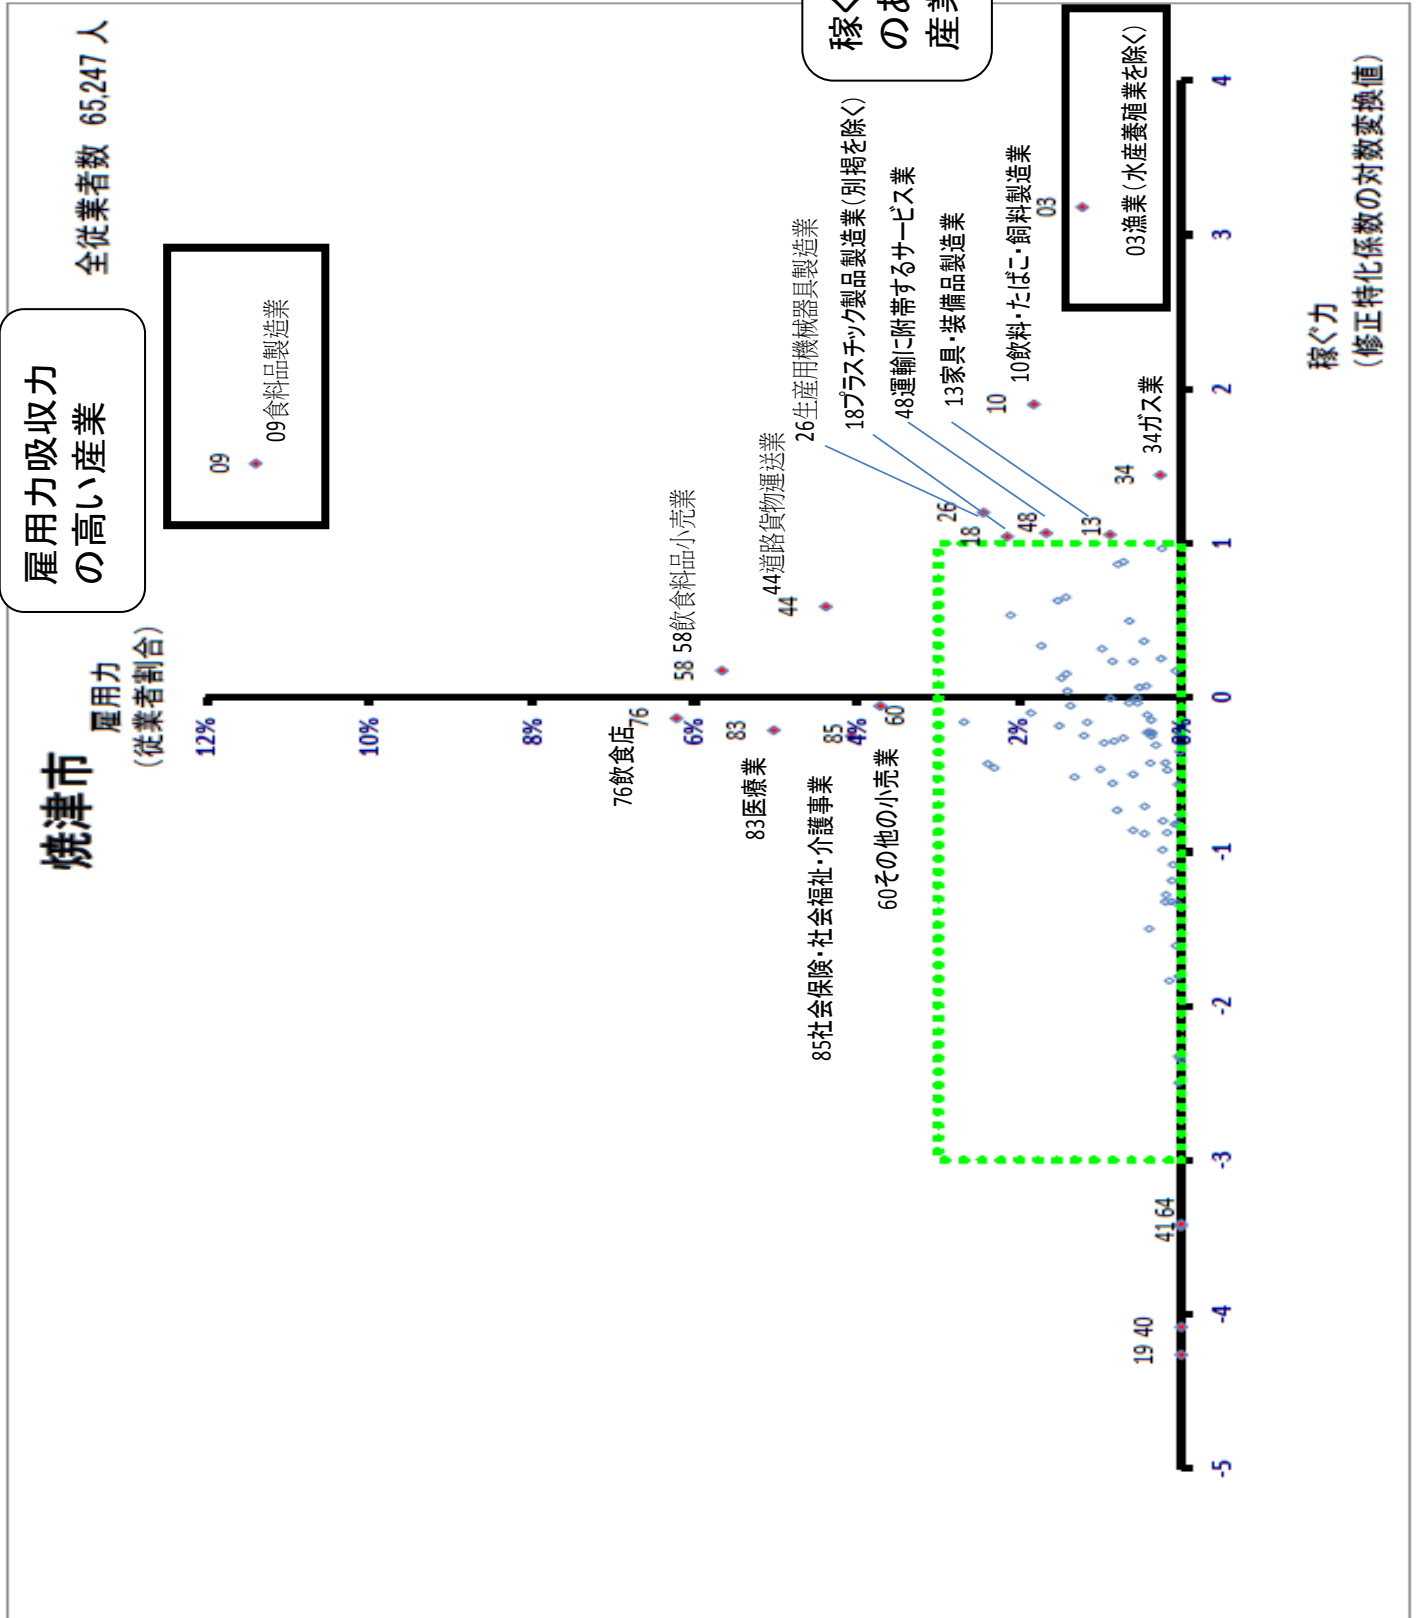 焼津市
雇用力
(従業者割合)
雇用力吸収力
の高い産業
全従業者数 65,247 人
12%
10%
8%
6%
4%
2%
0%
09
09食料品製造業
76
76飲食店
58
58飲食料品小売業
83
83医療業
44
44道路貨物運送業
85
85社会保険・社会福祉・介護事業
60
60その他の小売業
26
26生産用機械器具製造業
18
18プラスチック製品製造業(別掲を除く)
48
48運輸に附帯するサービス業
13
13家具・装備品製造業
10
10飲料・たばこ・飼料製造業
稼ぐ
のあ
産業
03
03漁業(水産養殖業を除く)
34
34ガス業
19 40
4164
-5
-4
-3
-2
-1
0
1
2
3
4
稼ぐ力
(修正特化係数の対数変換値)